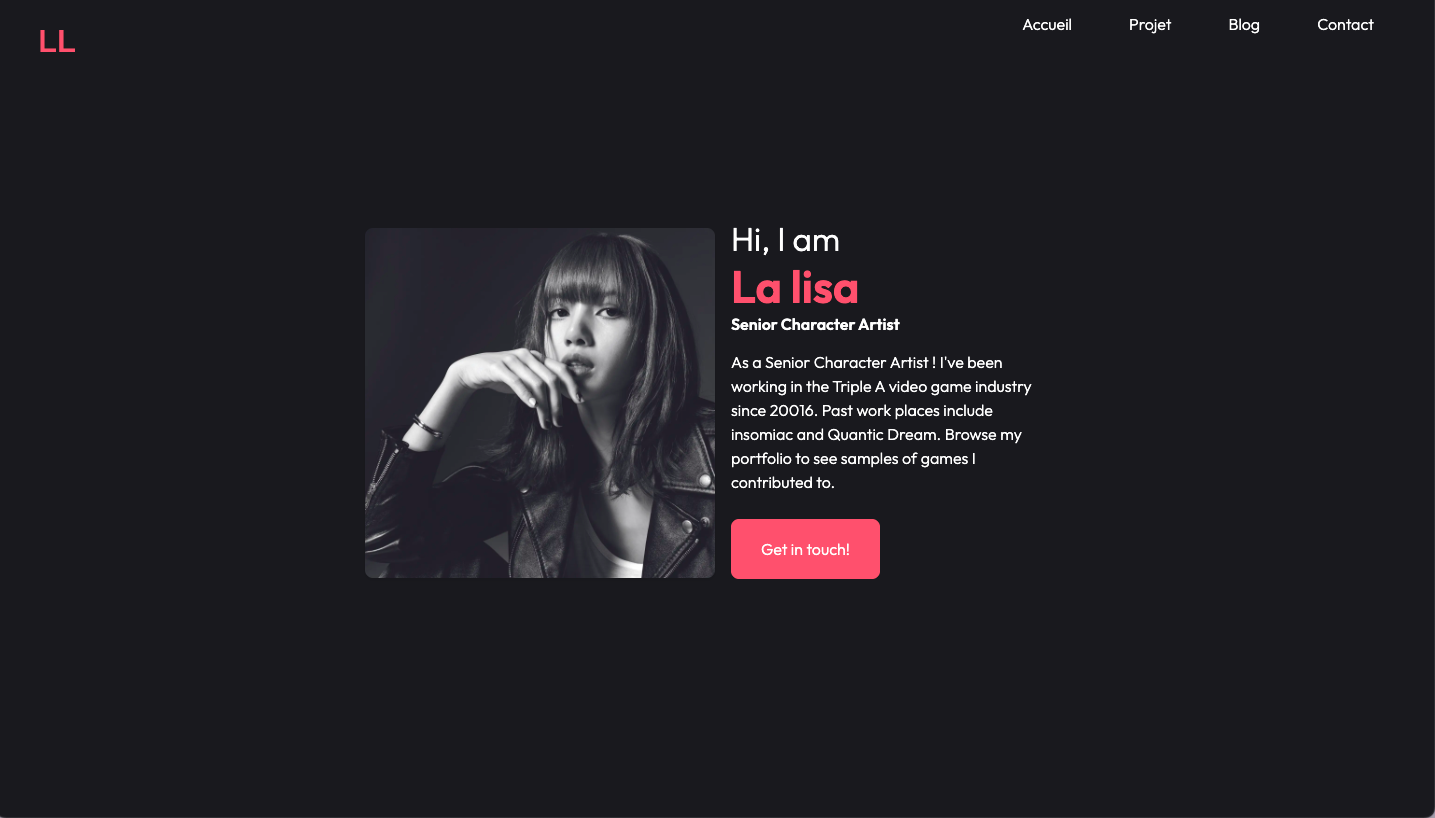 LL
Accueil Projet Blog Contact
Hi, I am
La lisa
Senior Character Artist
As a Senior Character Artist ! I've been
working in the Triple A video game industry
since 20016. Past work places include
insomiac and Quantic Dream. Browse my
portfolio to see samples of games I
contributed to.
Get in touch!